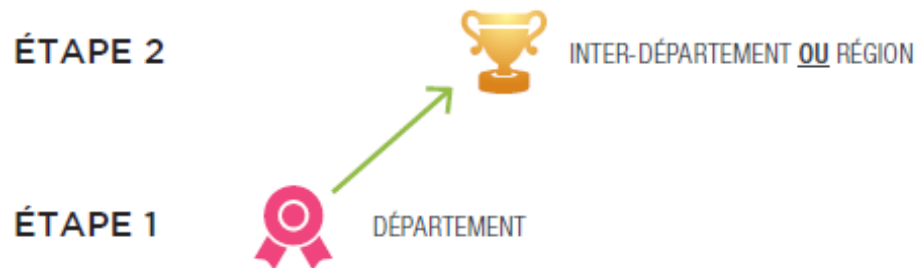 ÉTAPE 2 INTER-DÉPARTEMENT OU RÉGION
ÉTAPE 1 DÉPARTEMENT